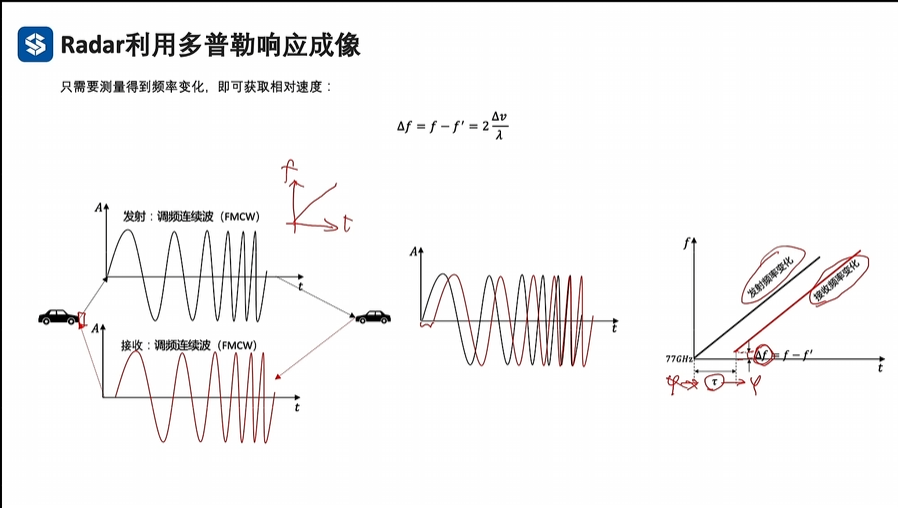 Radar利用多普勒响应成像
只需要测量得到频率变化，即可获取相对速度：
Δf = f − f′ = 2 Δv/λ
f
t
A
发射：调频连续波（FMCW）
t
A
接收：调频连续波（FMCW）
t
A
t
f
发射频率变化
接收频率变化
77GHz
Δf = f − f′
t
φ τ φ